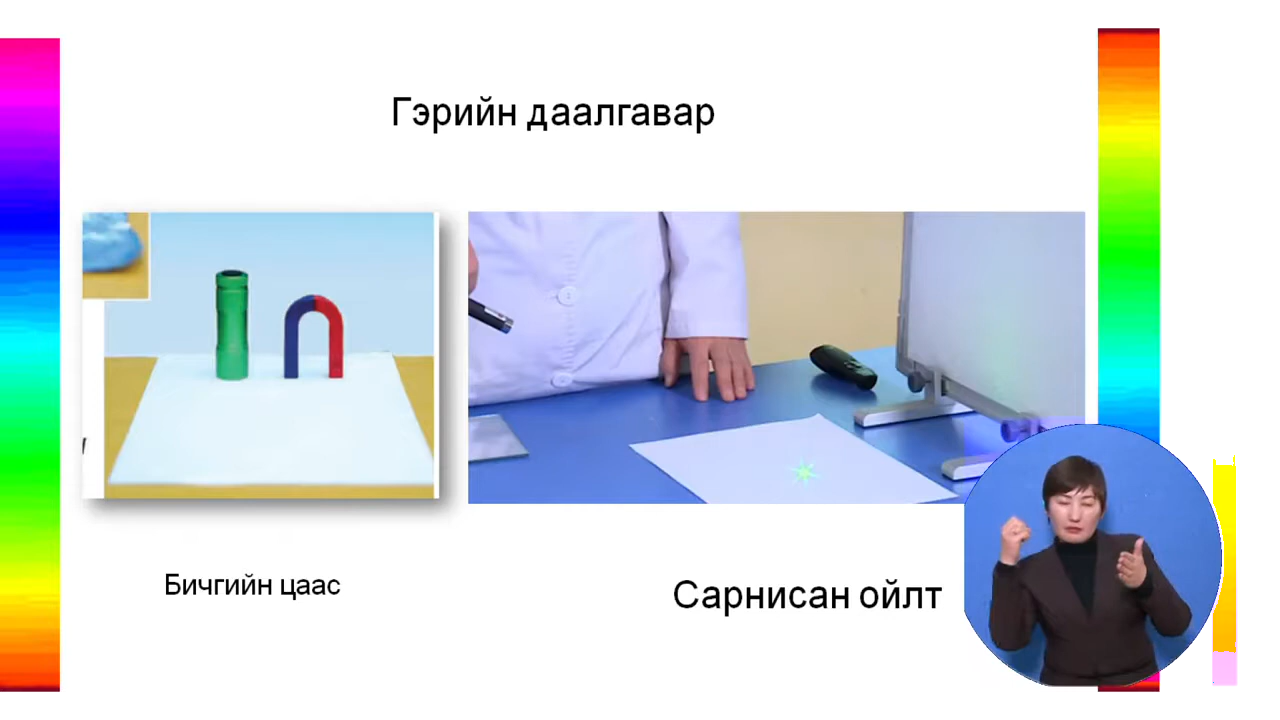 Гэрийн даалгавар
Бичгийн цаас
Сарнисан ойлт